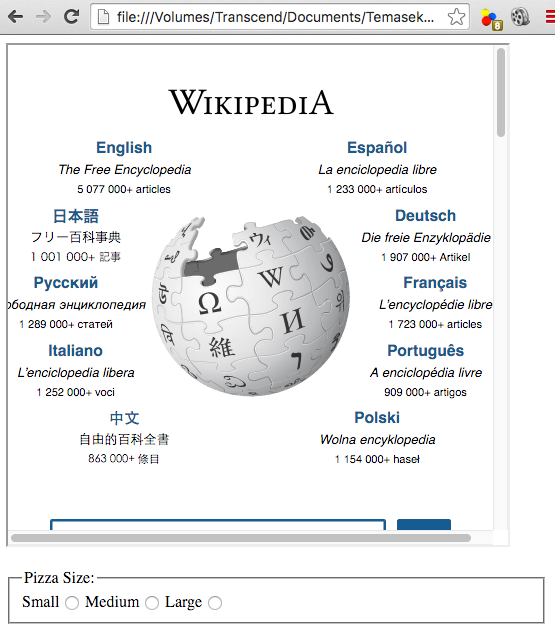 file:///Volumes/Transcend/Documents/Temasek...
8
WIKIPEDIA
English
The Free Encyclopedia
5 077 000+ articles
Español
La enciclopedia libre
1 233 000+ artículos
日本語
フリー百科事典
1 001 000+ 記事
Deutsch
Die freie Enzyklopädie
1 907 000+ Artikel
Русский
ободная энциклопедия
1 289 000+ статей
Français
L'encyclopédie libre
1 723 000+ articles
Italiano
L'enciclopedia libera
1 252 000+ voci
Português
A enciclopédia livre
909 000+ artigos
中文
自由的百科全書
863 000+ 條目
Polski
Wolna encyklopedia
1 154 000+ haseł
Ω
W
И
維
ウィ
7
Pizza Size:
Small Medium Large